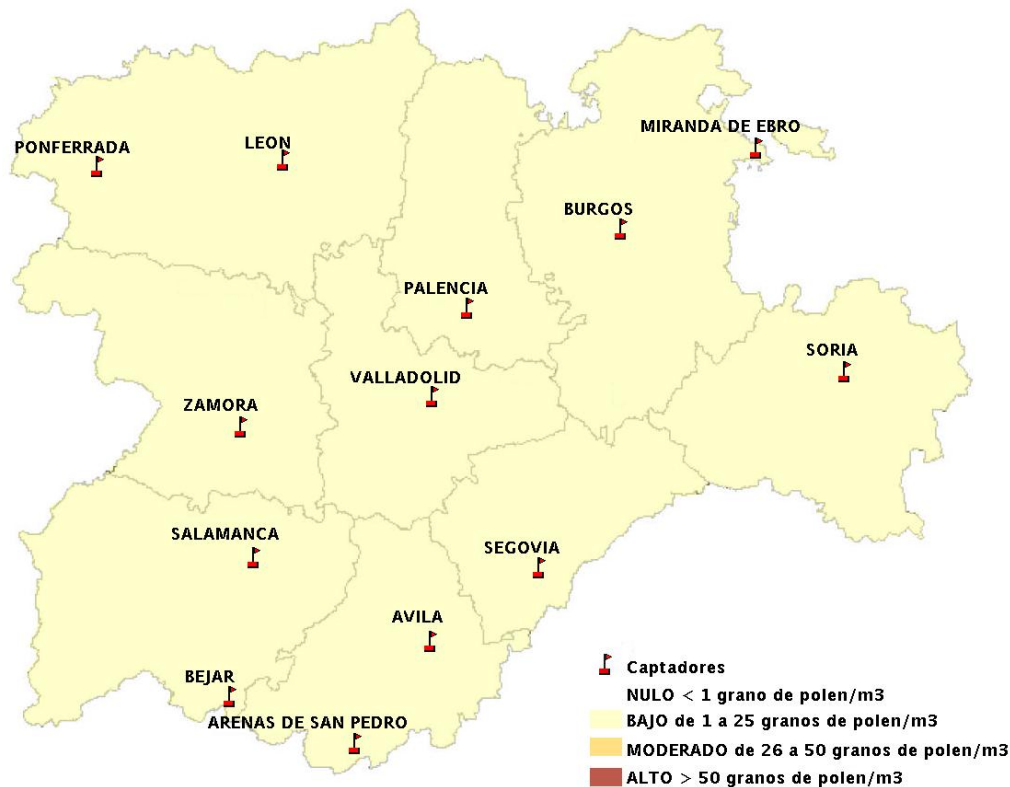 MIRANDA DE EBRO
PONFERRADA
LEON
BURGOS
PALENCIA
SORIA
VALLADOLID
ZAMORA
SALAMANCA
SEGOVIA
AVILA
BEJAR
ARENAS DE SAN PEDRO
Captadores
NULO < 1 grano de polen/m3
BAJO de 1 a 25 granos de polen/m3
MODERADO de 26 a 50 granos de polen/m3
ALTO > 50 granos de polen/m3